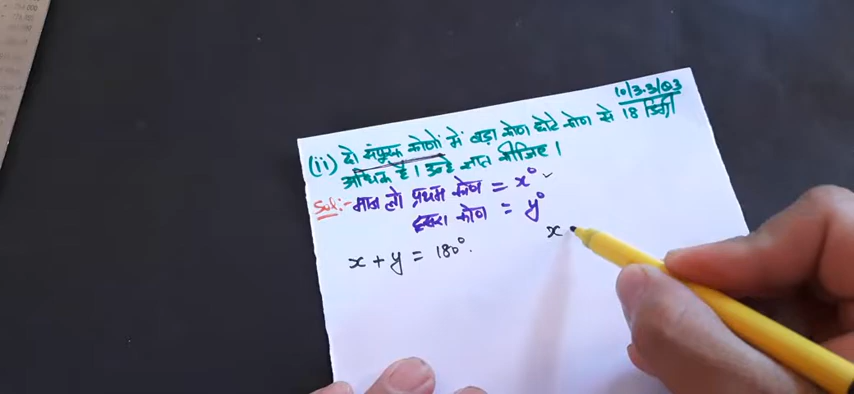 10/3.3/Q3
(ii) दो संपूरक कोणों में बड़ा कोण छोटे कोण से 18 डिग्री
अधिक है। उन्हें ज्ञात कीजिए।
Sol:- मान लो प्रथम कोण = x°
दूसरा कोण = y°
x + y = 180°.
x